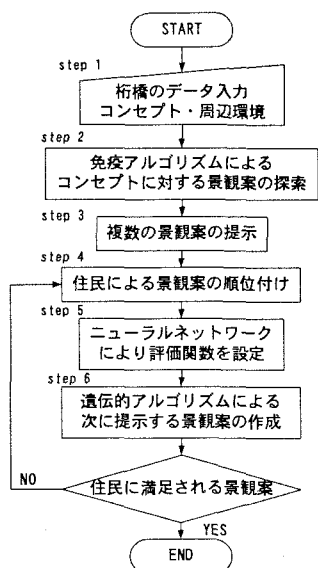 START
step 1
桁橋のデータ入力
コンセプト・周辺環境
step 2
免疫アルゴリズムによる
コンセプトに対する景観案の探索
step 3
複数の景観案の提示
step 4
住民による景観案の順位付け
step 5
ニューラルネットワーク
により評価関数を設定
step 6
遺伝的アルゴリズムによる
次に提示する景観案の作成
NO
住民に満足される景観案
YES
END